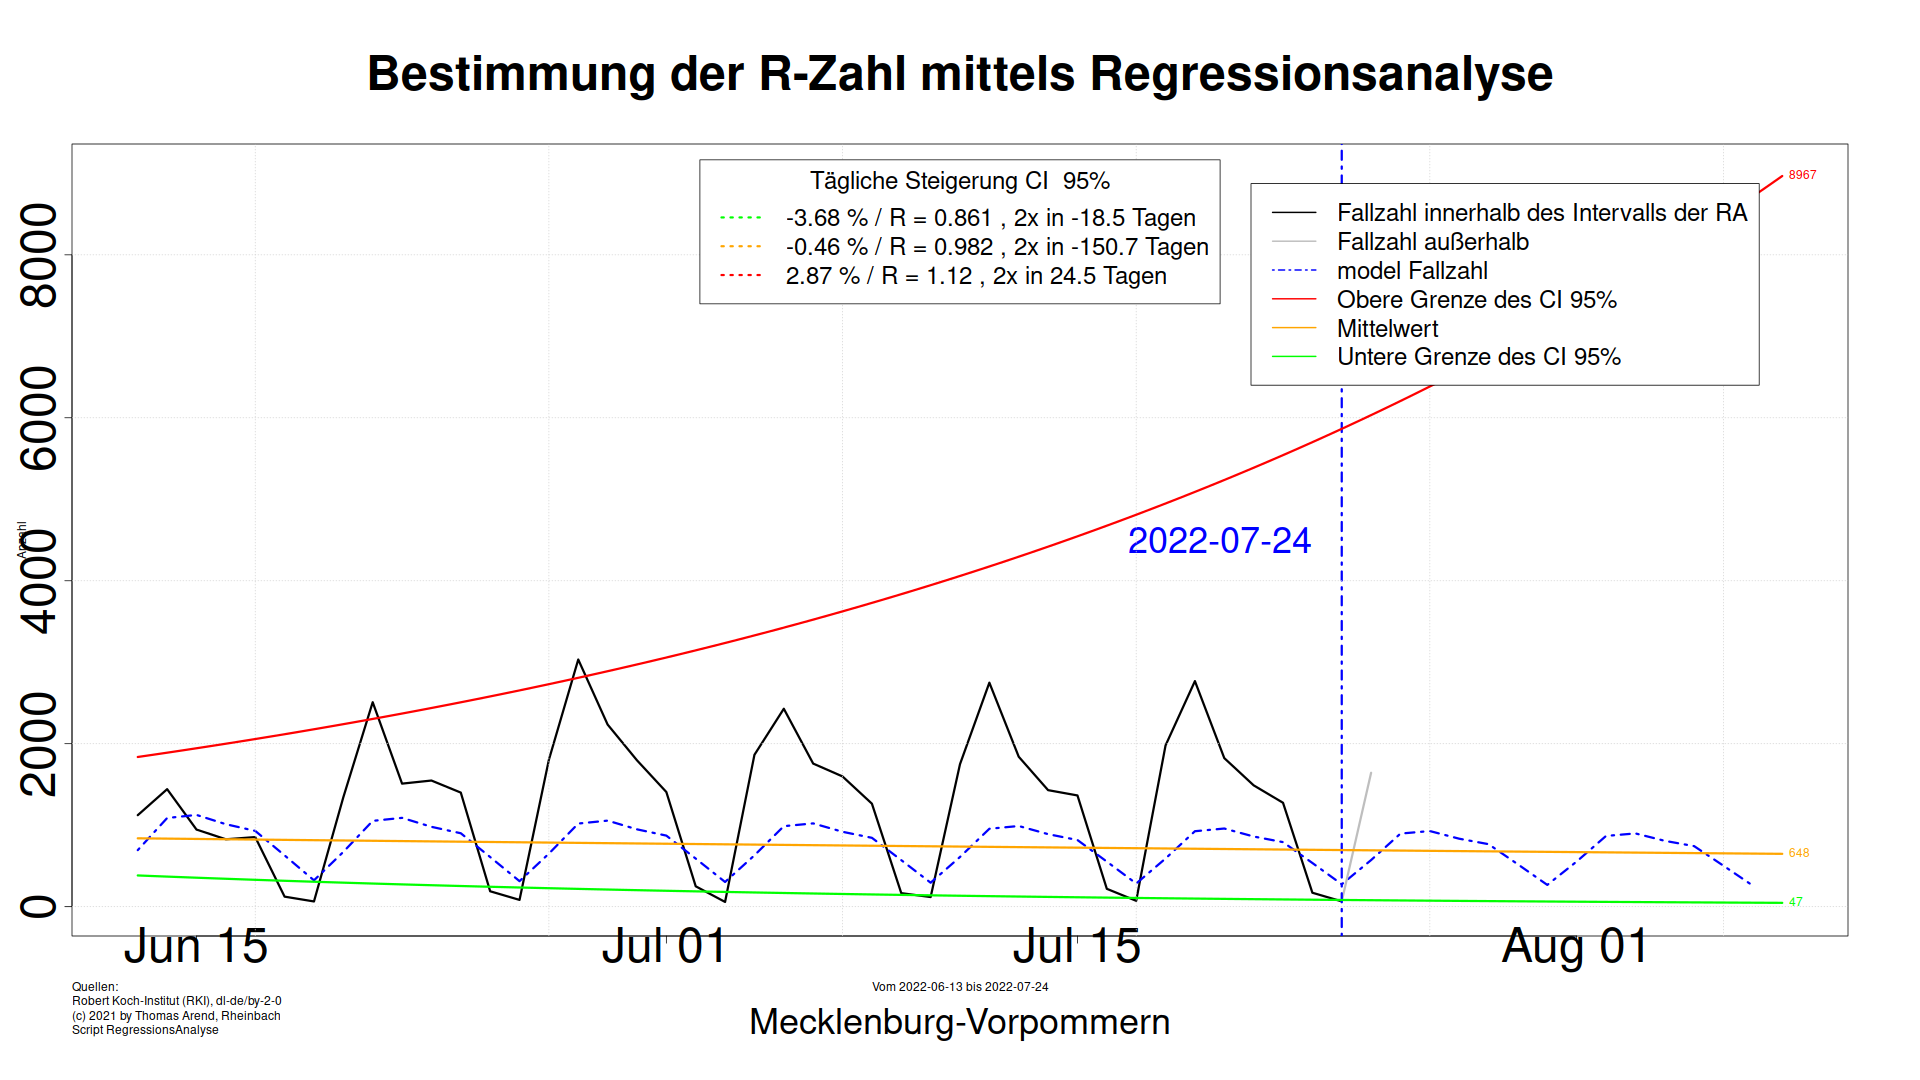 Bestimmung der R-Zahl mittels Regressionsanalyse
Tägliche Steigerung CI  95%
-3.68 % / R = 0.861 , 2x in -18.5 Tagen
-0.46 % / R = 0.982 , 2x in -150.7 Tagen
2.87 % / R = 1.12 , 2x in 24.5 Tagen
Fallzahl innerhalb des Intervalls der RA
Fallzahl außerhalb
model Fallzahl
Obere Grenze des CI 95%
Mittelwert
Untere Grenze des CI 95%
8967
8000
6000
4000
2000
0
Anzahl
2022-07-24
648
47
Jun 15
Jul 01
Jul 15
Aug 01
Quellen:
Robert Koch-Institut (RKI), dl-de/by-2-0
(c) 2021 by Thomas Arend, Rheinbach
Script RegressionsAnalyse
Vom 2022-06-13 bis 2022-07-24
Mecklenburg-Vorpommern